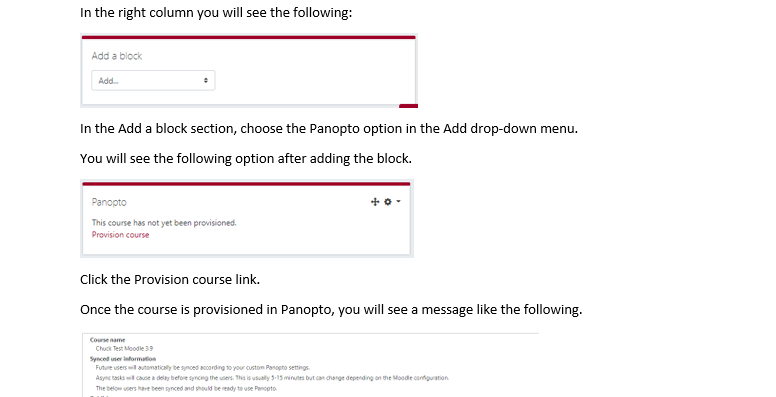 In the right column you will see the following:
Add a block
Add...
In the Add a block section, choose the Panopto option in the Add drop-down menu.
You will see the following option after adding the block.
Panopto
This course has not yet been provisioned.
Provision course
Click the Provision course link.
Once the course is provisioned in Panopto, you will see a message like the following.
Course name
Chuck Test Moodle 3.9
Synced user information
Future users will automatically be synced according to your custom Panopto settings.
Async tasks will cause a delay before syncing the users. This is usually 5-15 minutes but can change depending on the Moodle configuration.
The below users have been synced and should be ready to use Panopto.